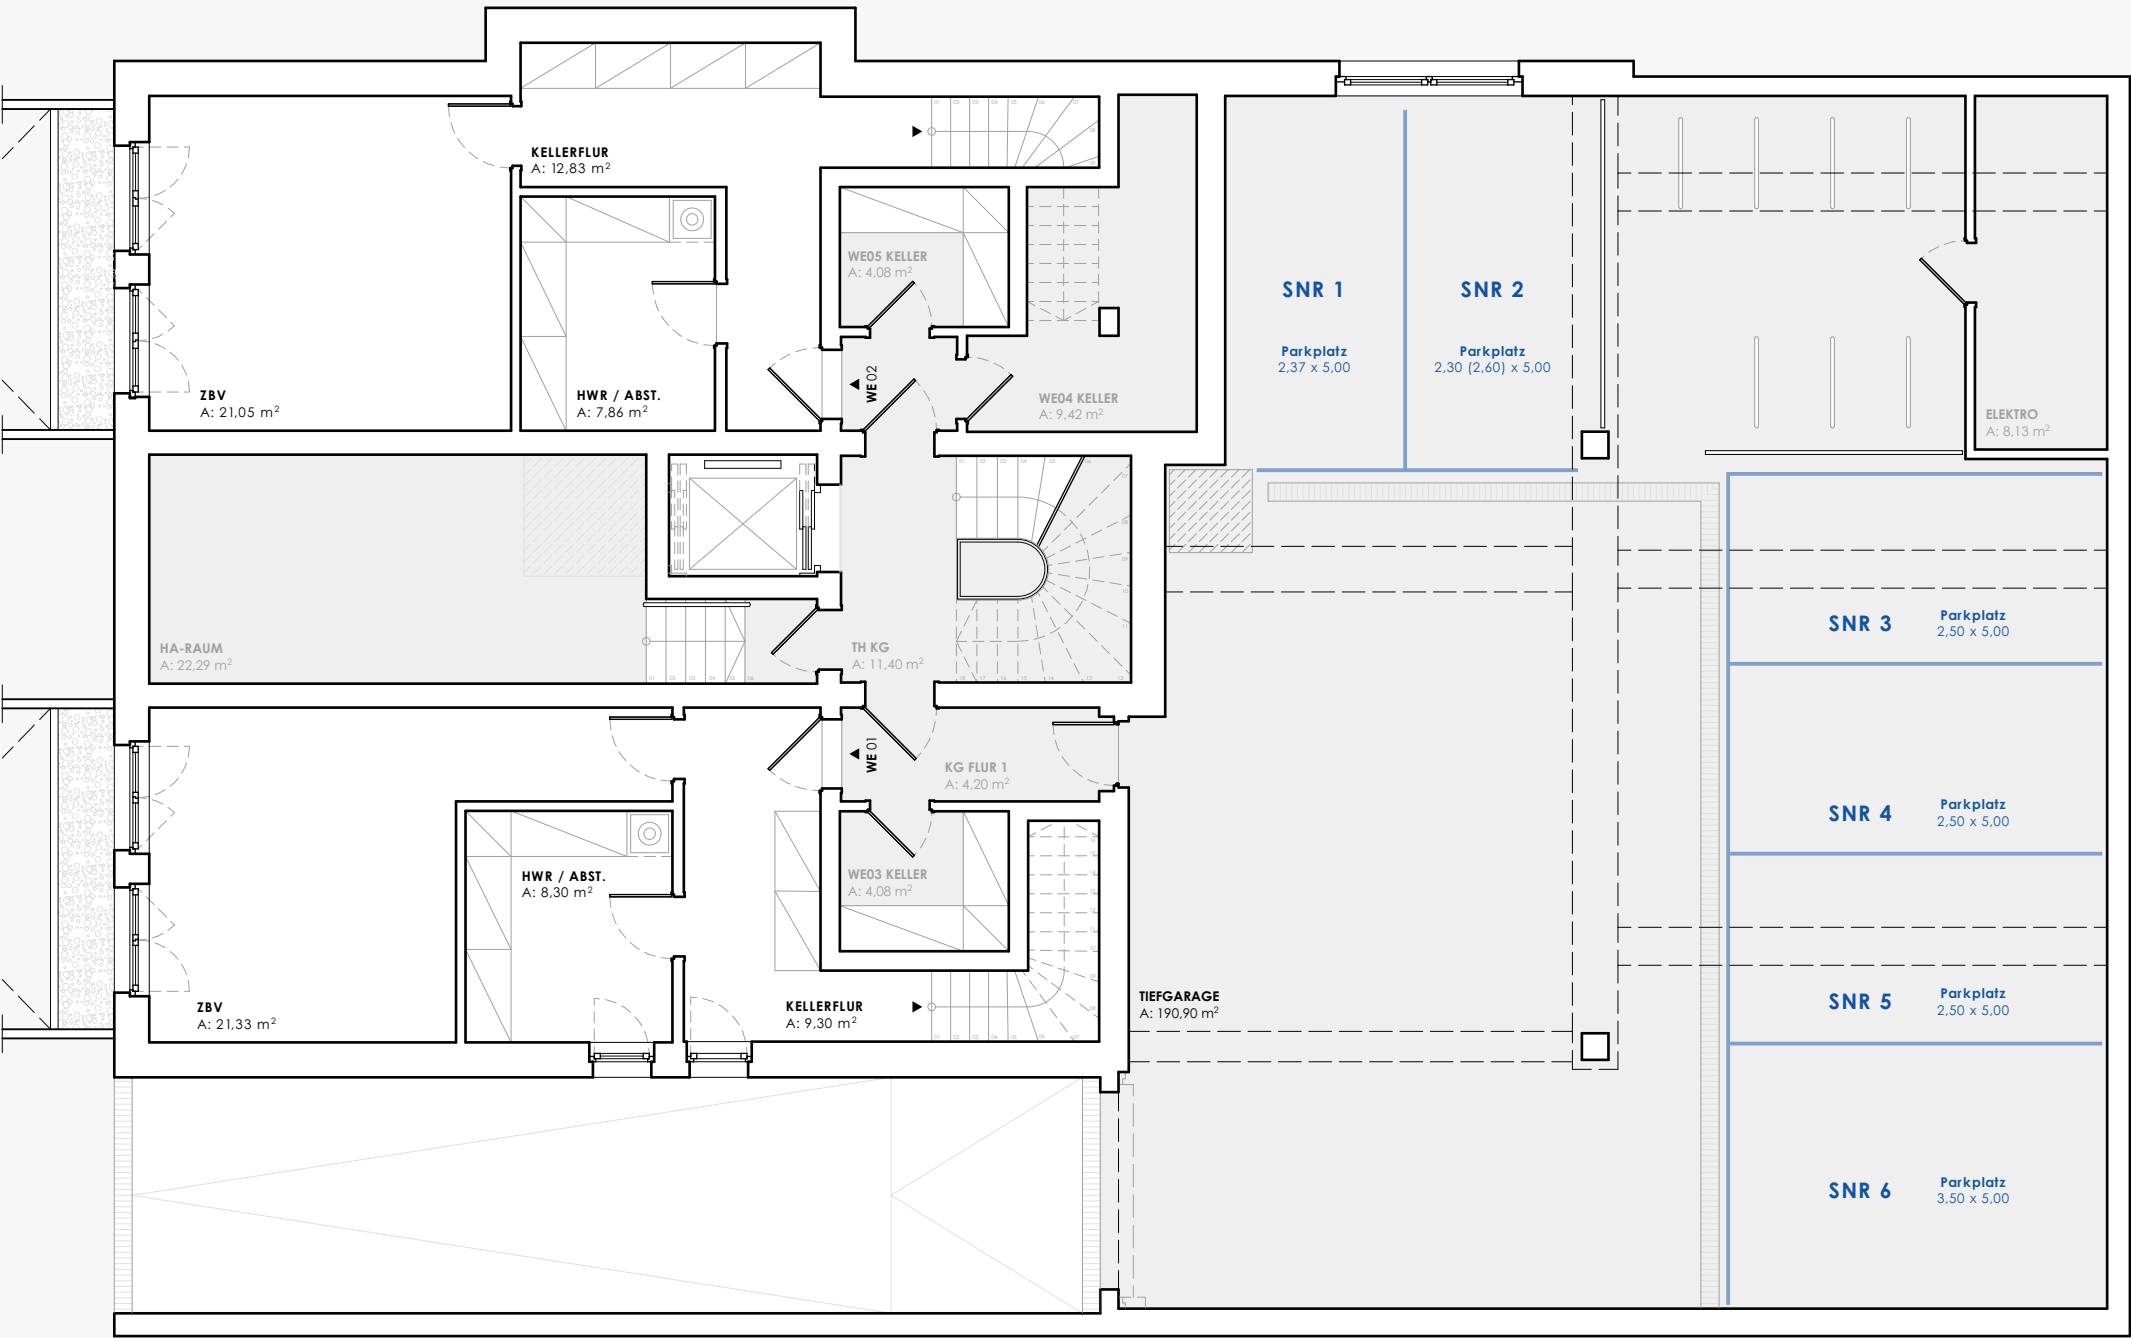 KELLERFLUR
A: 12,83 m²
WE05 KELLER
A: 4,08 m²
SNR 1
Parkplatz
2,37 x 5,00
SNR 2
Parkplatz
2,30 (2,60) x 5,00
ZBV
A: 21,05 m²
HWR / ABST.
A: 7,86 m²
WE 02
WE04 KELLER
A: 9,42 m²
ELEKTRO
A: 8,13 m²
HA-RAUM
A: 22,29 m²
TH KG
A: 11,40 m²
SNR 3
Parkplatz
2,50 x 5,00
WE 01
KG FLUR 1
A: 4,20 m²
SNR 4
Parkplatz
2,50 x 5,00
HWR / ABST.
A: 8,30 m²
WE03 KELLER
A: 4,08 m²
ZBV
A: 21,33 m²
KELLERFLUR
A: 9,30 m²
TIEFGARAGE
A: 190,90 m²
SNR 5
Parkplatz
2,50 x 5,00
SNR 6
Parkplatz
3,50 x 5,00